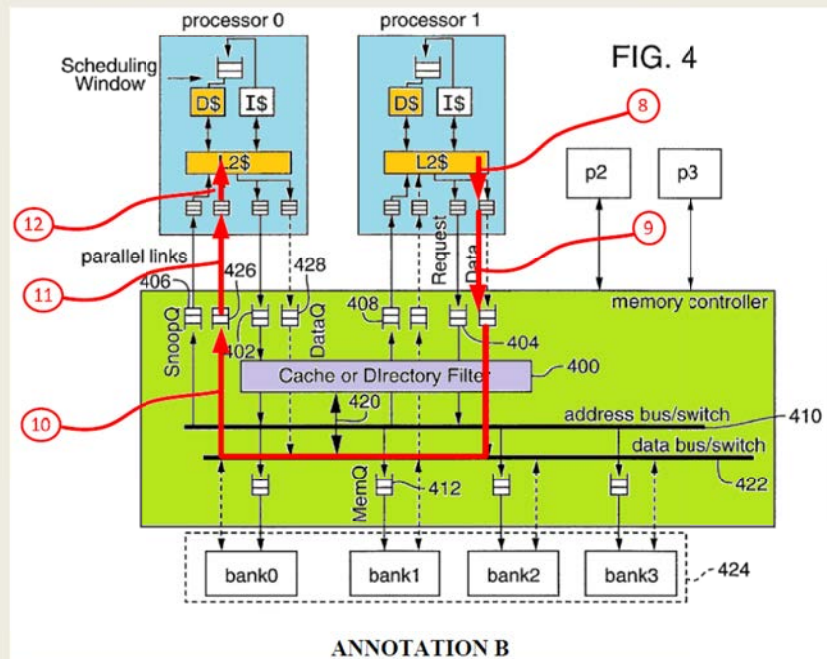 processor 0
processor 1
FIG. 4
Scheduling
Window
D$
I$
D$
I$
8
L2$
L2$
p2
p3
12
9
Request
Data
parallel links
11
406
426
428
408
404
memory controller
SnoopQ
402
DataQ
400
Cache or DIrectory Filter
10
420
address bus/switch
410
data bus/switch
422
MemQ
412
bank0
bank1
bank2
bank3
424
ANNOTATION B